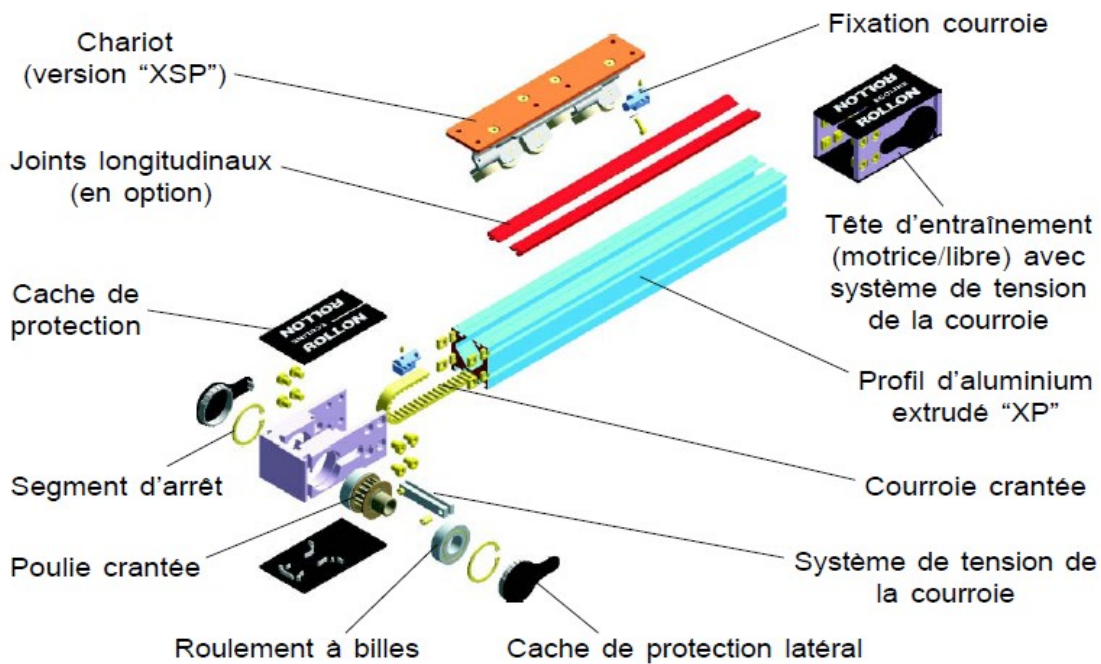 Chariot
(version “XSP”)
Fixation courroie
Joints longitudinaux
(en option)
ROLLON
ROLLON
Tête d’entraînement
(motrice/libre) avec
système de tension
de la courroie
Cache de
protection
ROLLON
ROLLON
Profil d’aluminium
extrudé “XP”
Segment d’arrêt
Courroie crantée
Poulie crantée
Système de tension de
la courroie
Roulement à billes
Cache de protection latéral